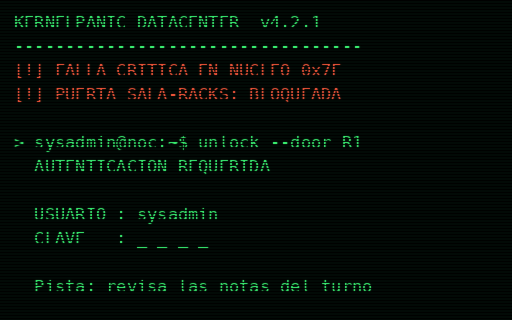 KERNELPANIC DATACENTER  v4.2.1
----------------------------------
[!] FALLA CRITICA EN NUCLEO 0x7F
[!] PUERTA SALA-RACKS: BLOQUEADA
> sysadmin@noc:~$ unlock --door R1
AUTENTICACION REQUERIDA
USUARIO : sysadmin
CLAVE   : _ _ _ _
Pista: revisa las notas del turno